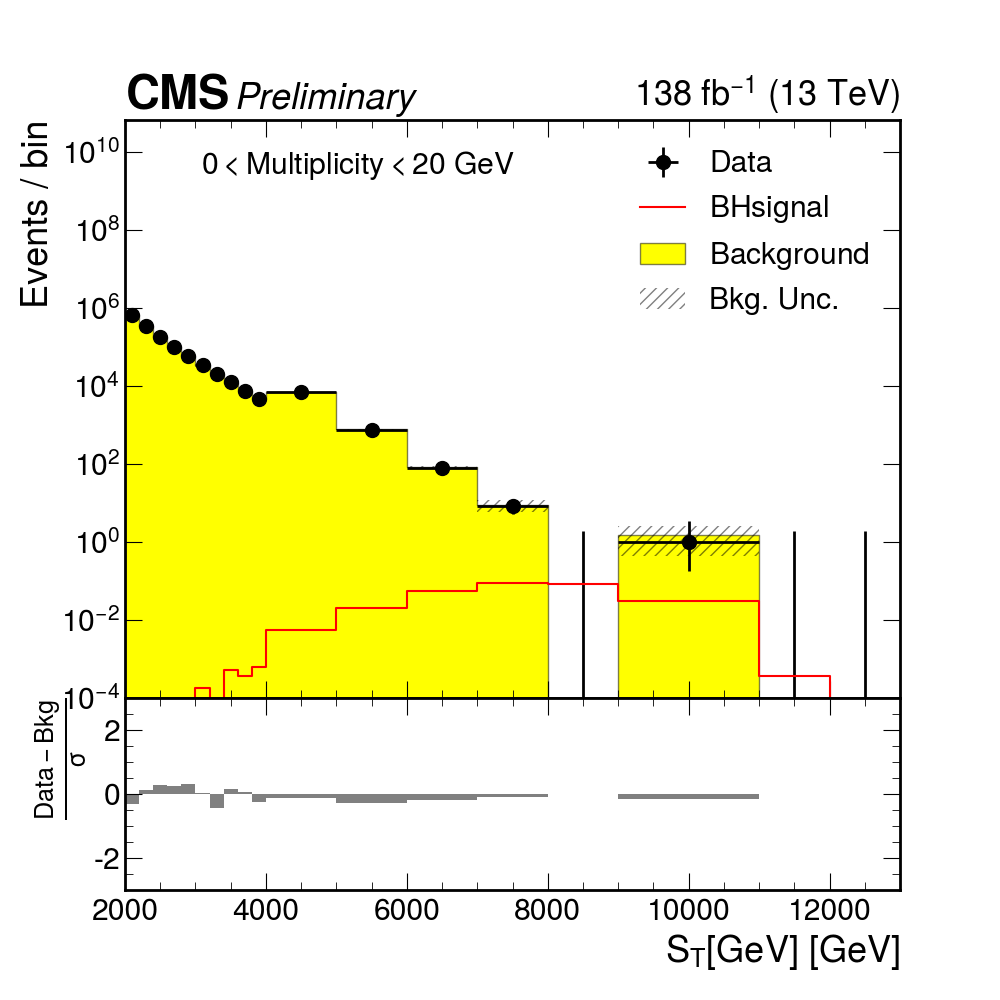 CMS Preliminary 138 fb⁻¹ (13 TeV)
Events / bin
0 < Multiplicity < 20 GeV
Data
BHsignal
Background
Bkg. Unc.
10¹⁰
10⁸
10⁶
10⁴
10²
10⁰
10⁻²
10⁻⁴
Data − Bkg
σ
2
0
-2
2000 4000 6000 8000 10000 12000
S_T[GeV] [GeV]